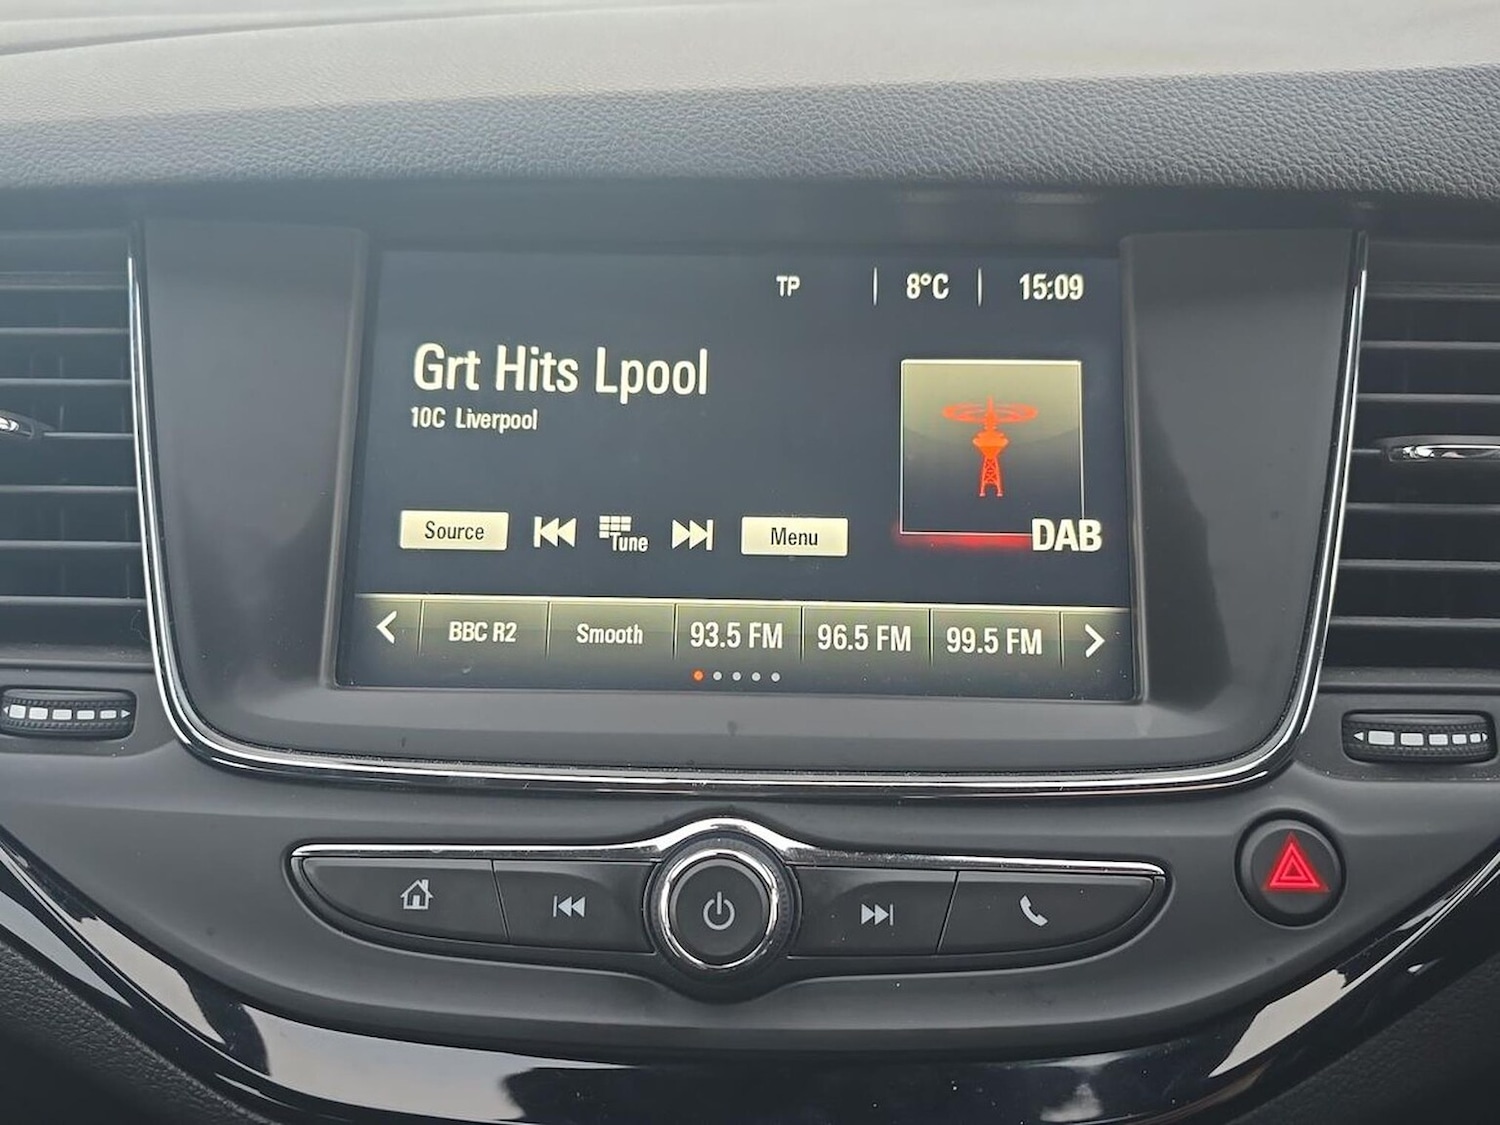 TP 8°C 15:09
Grt Hits Lpool
10C Liverpool
DAB
Source Tune Menu
BBC R2 Smooth 93.5 FM 96.5 FM 99.5 FM